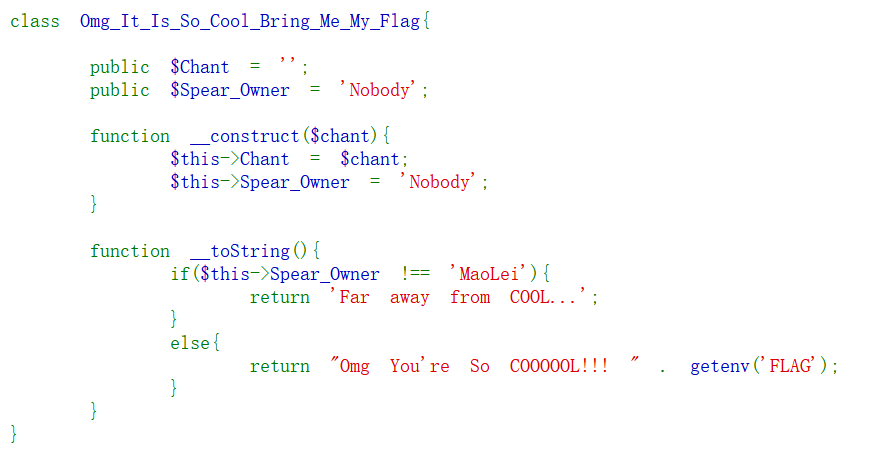 class Omg_It_Is_So_Cool_Bring_Me_My_Flag{
public $Chant = '';
public $Spear_Owner = 'Nobody';
function __construct($chant){
$this->Chant = $chant;
$this->Spear_Owner = 'Nobody';
}
function __toString(){
if($this->Spear_Owner !== 'MaoLei'){
return 'Far away from COOL...';
}
else{
return "Omg You're So COOOOOL!!! " . getenv('FLAG');
}
}
}